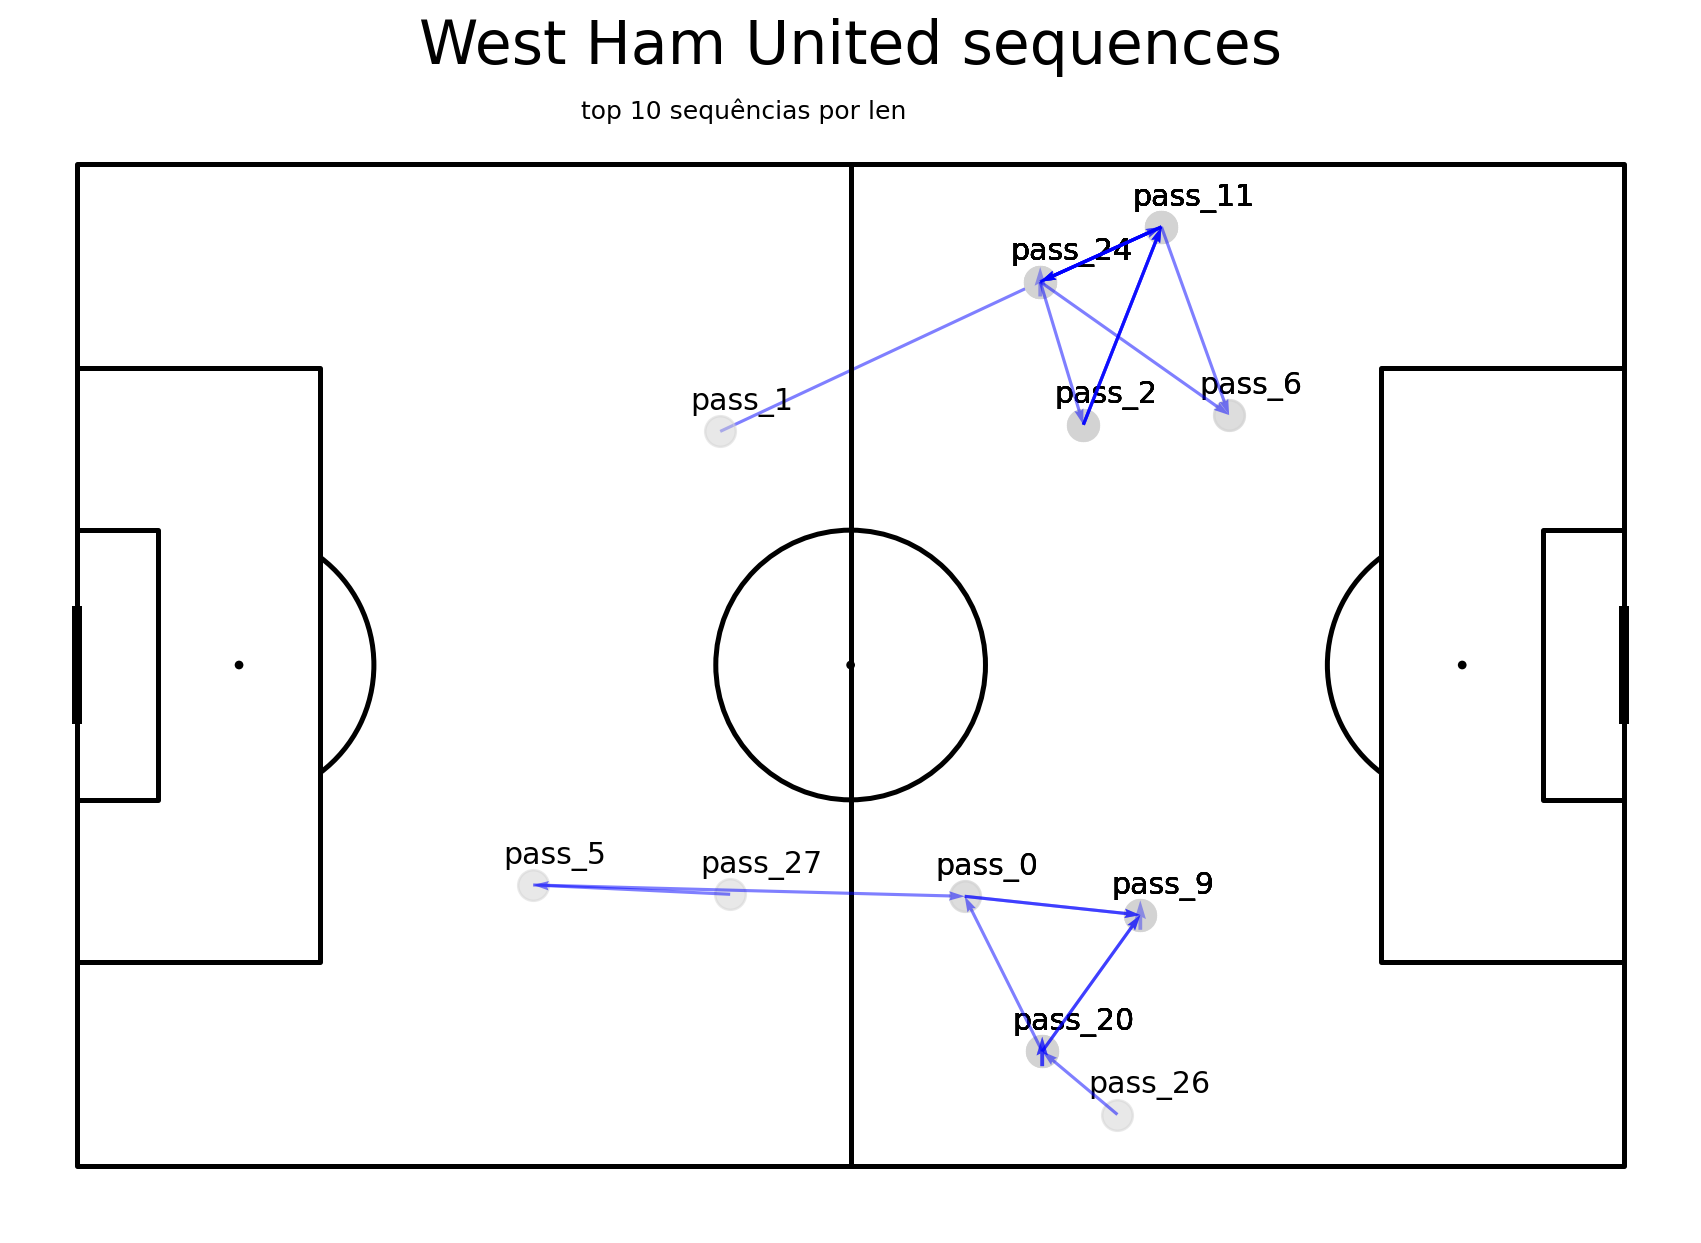 West Ham United sequences
top 10 sequências por len
pass_11
pass_24
pass_6
pass_2
pass_1
pass_5
pass_27
pass_0
pass_9
pass_20
pass_26